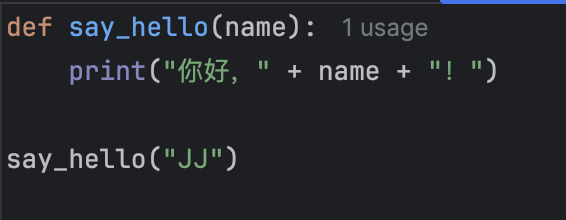 def say_hello(name):  1 usage
    print("你好，" + name + "！")

say_hello("JJ")